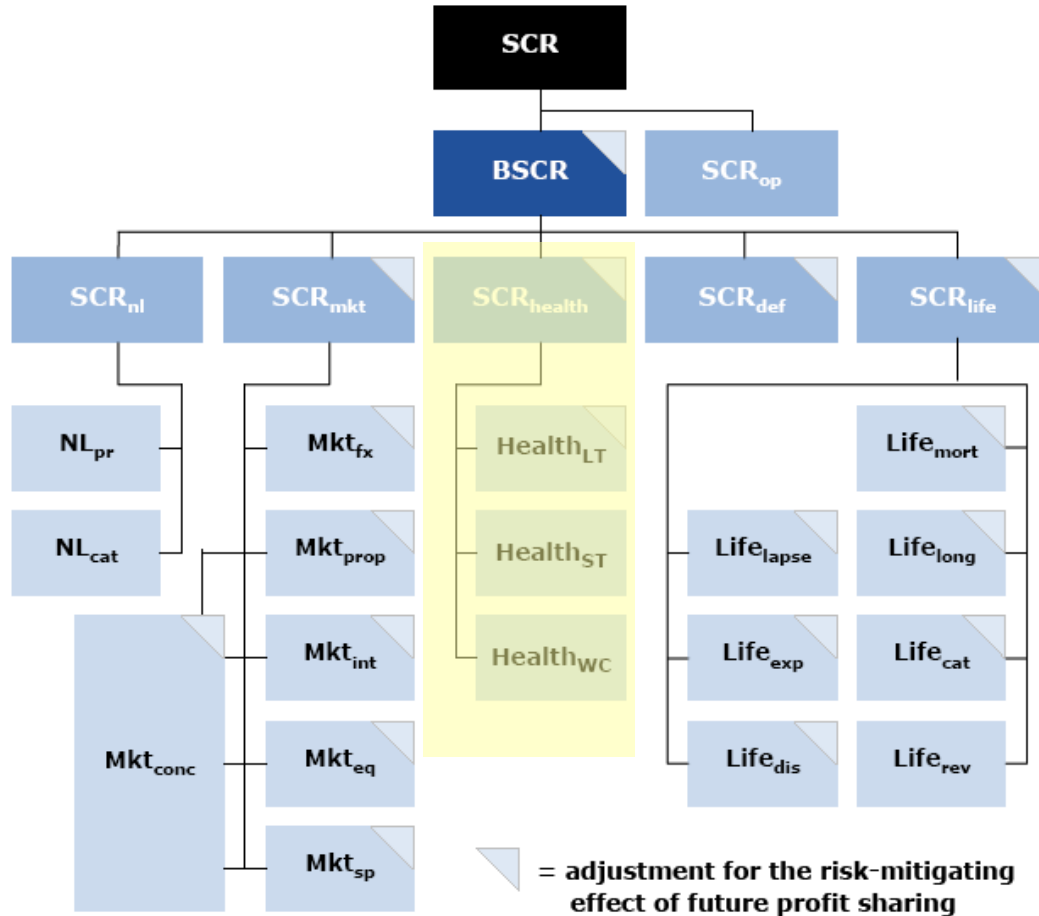 SCR
BSCR
SCRop
SCRnl
SCRmkt
SCRhealth
SCRdef
SCRlife
NLpr
Mktfx
HealthLT
Lifemort
NLcat
Mktprop
HealthST
Lifelapse
Lifelong
Mktint
HealthWC
Lifeexp
Lifecat
Mktconc
Mkteq
Lifedis
Liferev
Mktsp
= adjustment for the risk-mitigating
effect of future profit sharing